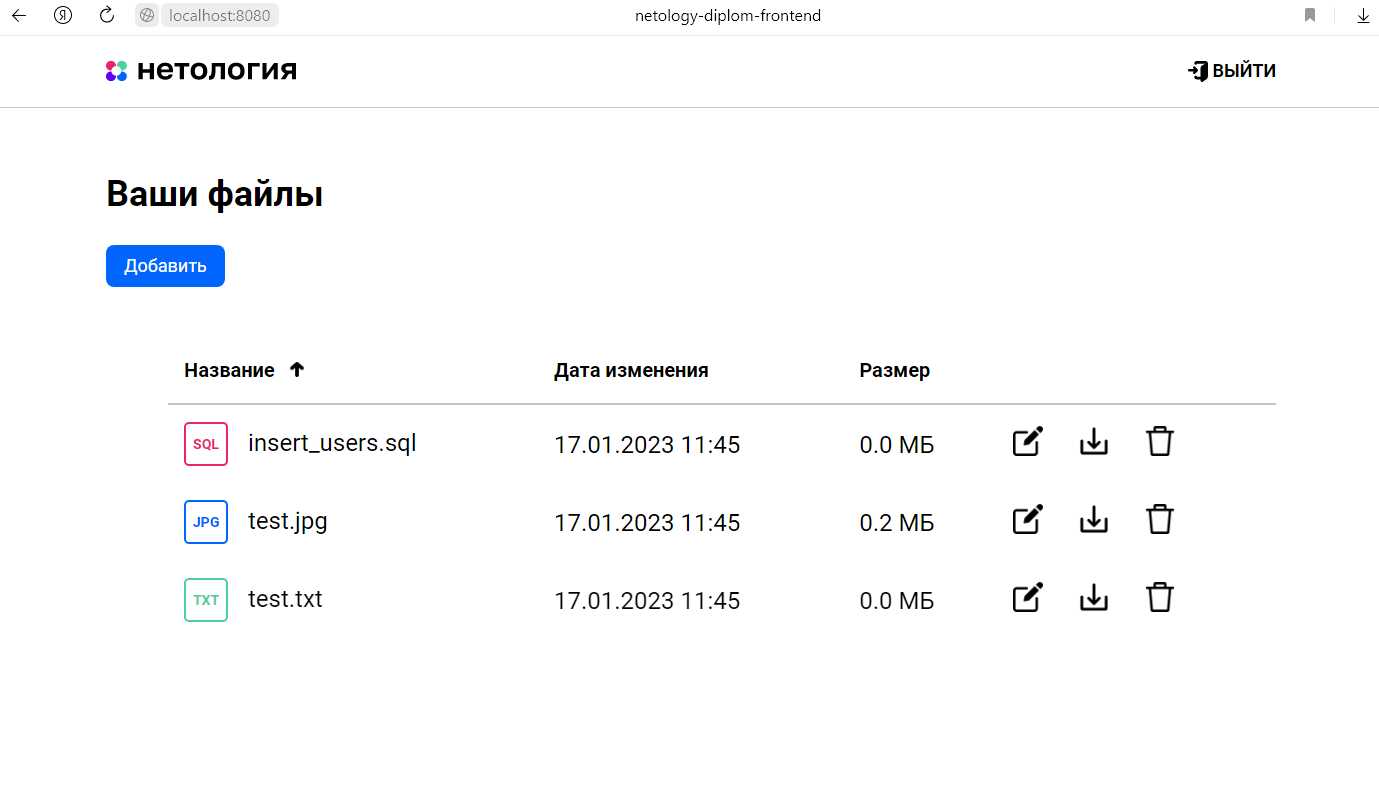 Я localhost:8080 netology-diplom-frontend
нетология ВЫЙТИ
Ваши файлы
Добавить
Название Дата изменения Размер
SQL insert_users.sql 17.01.2023 11:45 0.0 МБ
JPG test.jpg 17.01.2023 11:45 0.2 МБ
TXT test.txt 17.01.2023 11:45 0.0 МБ